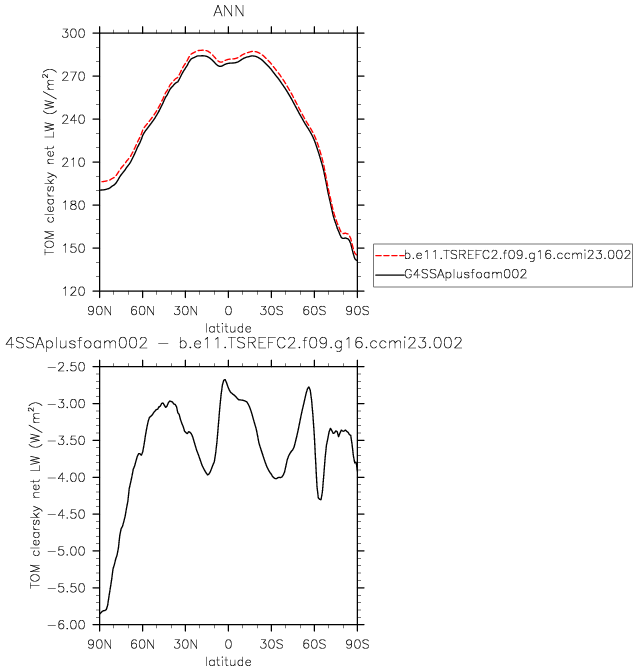 ANN
300
270
240
210
180
150
120
TOM clearsky net LW (W/m²)
90N 60N 30N 0 30S 60S 90S
latitude
b.e11.TSREFC2.f09.g16.ccmi23.002
G4SSAplusfoam002
4SSAplusfoam002 − b.e11.TSREFC2.f09.g16.ccmi23.002
−2.50
−3.00
−3.50
−4.00
−4.50
−5.00
−5.50
−6.00
TOM clearsky net LW (W/m²)
90N 60N 30N 0 30S 60S 90S
latitude